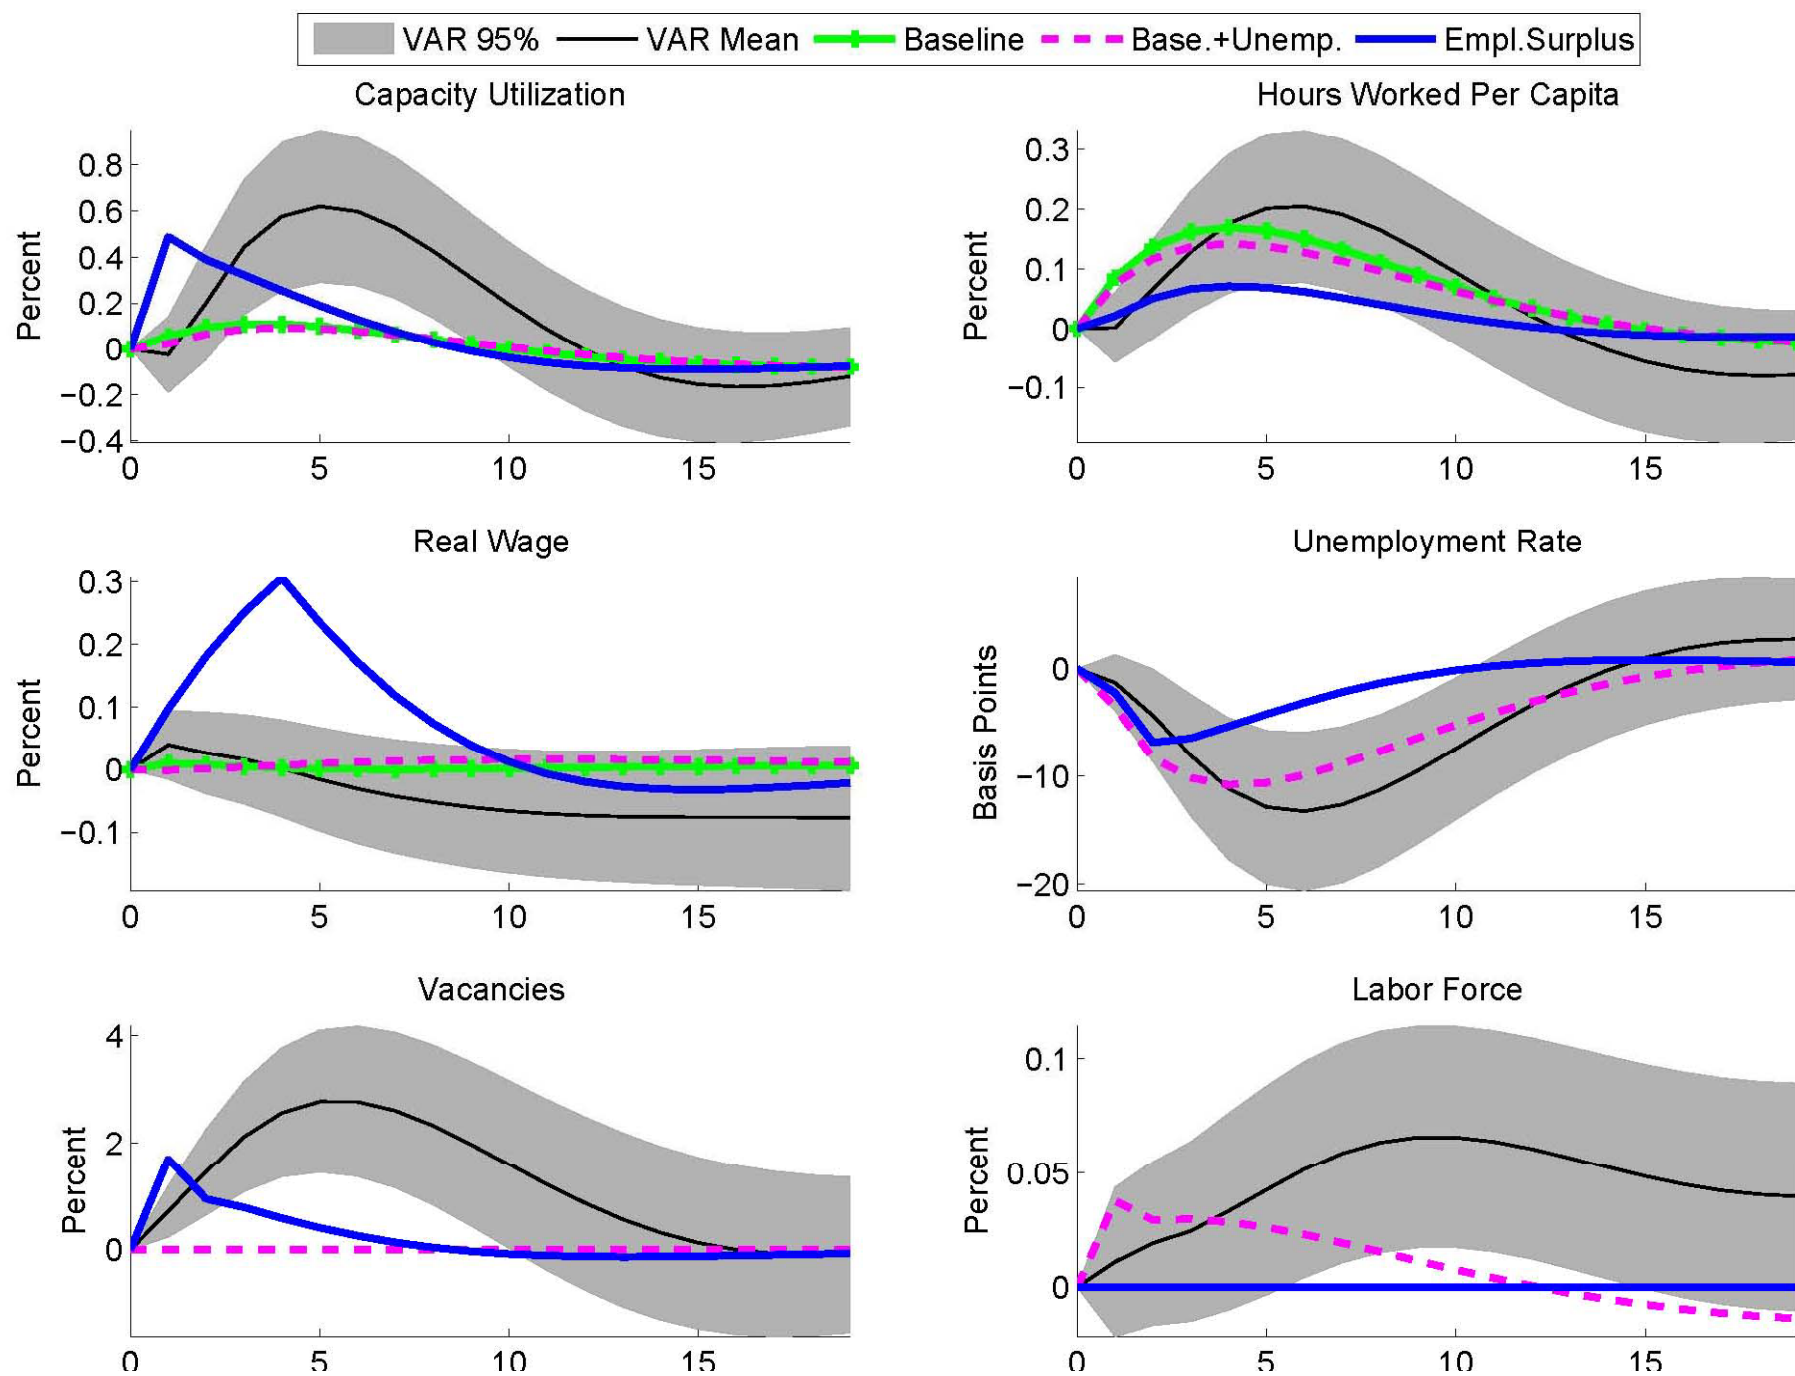 VAR 95% VAR Mean Baseline Base.+Unemp. Empl.Surplus
Capacity Utilization
Percent
0.8
0.6
0.4
0.2
0
−0.2
−0.4
0 5 10 15
Hours Worked Per Capita
Percent
0.3
0.2
0.1
0
−0.1
0 5 10 15
Real Wage
Percent
0.3
0.2
0.1
0
−0.1
0 5 10 15
Unemployment Rate
Basis Points
0
−10
−20
0 5 10 15
Vacancies
Percent
4
2
0
0 5 10 15
Labor Force
Percent
0.1
0.05
0
0 5 10 15